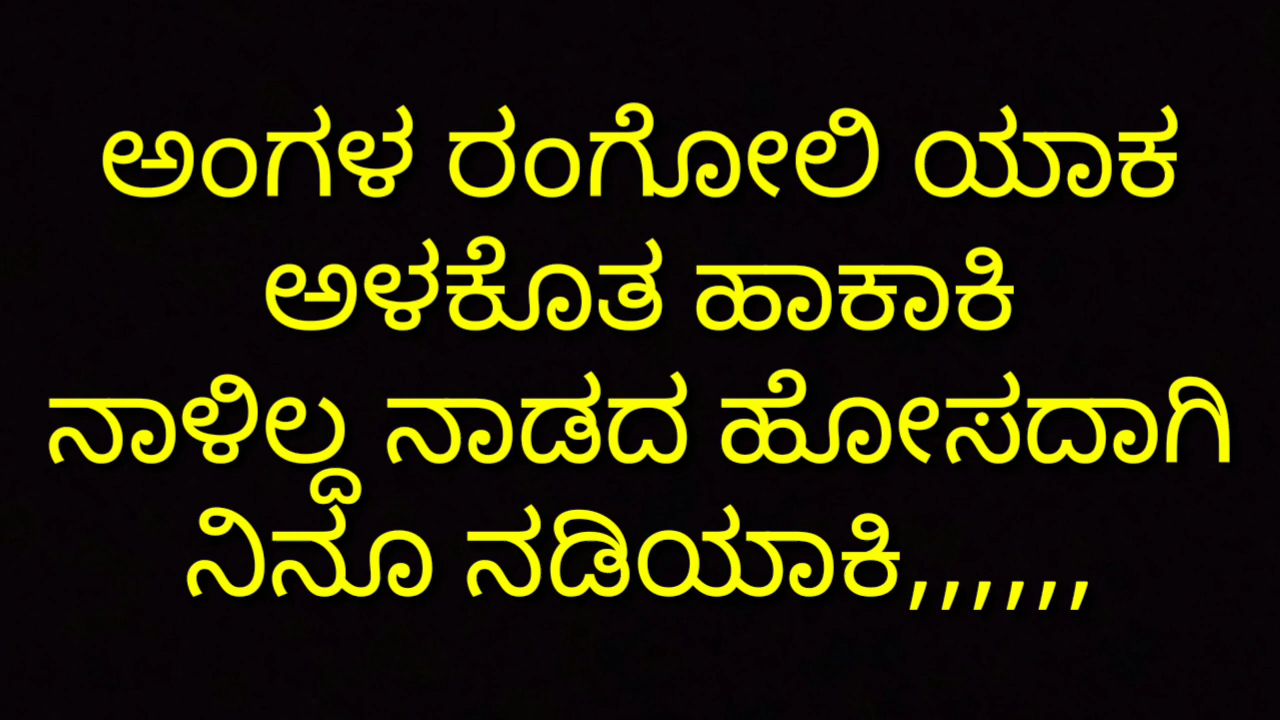 ಅಂಗಳ ರಂಗೋಲಿ ಯಾಕ
ಅಳಕೊತ ಹಾಕಾಕಿ
ನಾಳಿಲ್ದ ನಾಡದ ಹೋಸದಾಗಿ
ನಿನೂ ನಡಿಯಾಕಿ,,,,,,